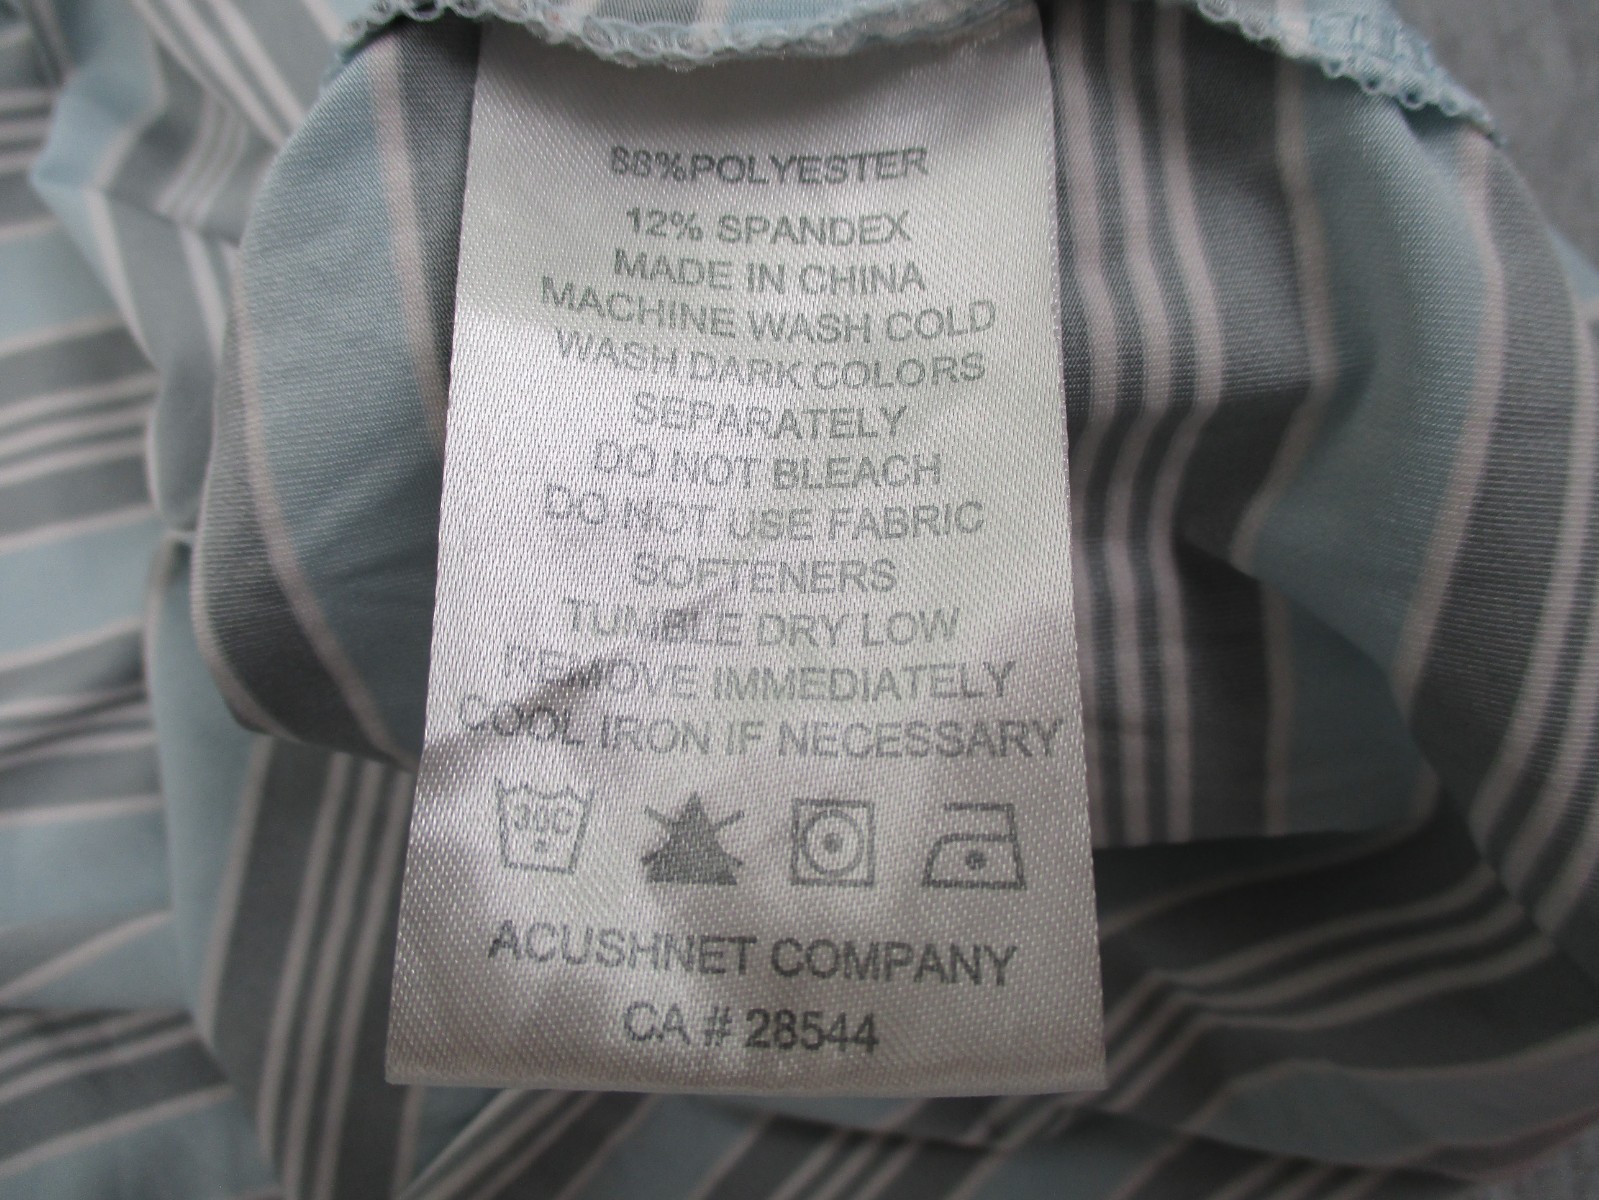 88%POLYESTER
12% SPANDEX
MADE IN CHINA
MACHINE WASH COLD
WASH DARK COLORS
SEPARATELY
DO NOT BLEACH
DO NOT USE FABRIC
SOFTENERS
TUMBLE DRY LOW
REMOVE IMMEDIATELY
COOL IRON IF NECESSARY
30C
ACUSHNET COMPANY
CA # 28544